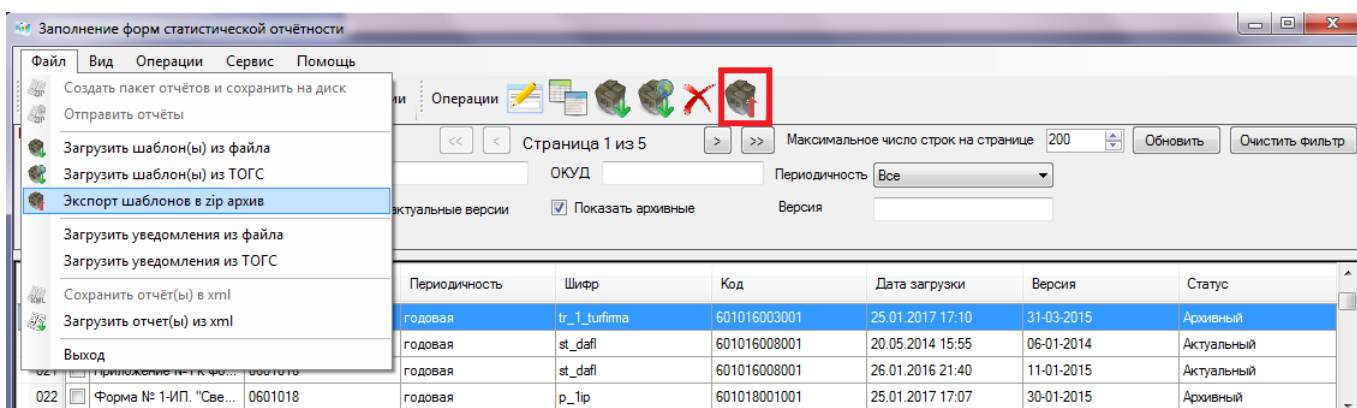 Заполнение форм статистической отчётности
Файл Вид Операции Сервис Помощь
Создать пакет отчётов и сохранить на диск
Отправить отчёты
Загрузить шаблон(ы) из файла
Загрузить шаблон(ы) из ТОГС
Экспорт шаблонов в zip архив
Загрузить уведомления из файла
Загрузить уведомления из ТОГС
Сохранить отчёт(ы) в xml
Загрузить отчет(ы) из xml
Выход
Операции
<< < Страница 1 из 5 > >> Максимальное число строк на странице 200 Обновить Очистить фильтр
ОКУД Периодичность Все
актуальные версии Показать архивные Версия
Периодичность Шифр Код Дата загрузки Версия Статус
годовая tr_1_turfirma 601016003001 25.01.2017 17:10 31-03-2015 Архивный
годовая st_dafl 601016008001 20.05.2014 15:55 06-01-2014 Актуальный
годовая st_dafl 601016008001 26.01.2016 21:40 11-01-2015 Актуальный
022 Форма № 1-ИП. "Све... 0601018 годовая p_1ip 601018001001 25.01.2017 17:07 30-01-2015 Архивный